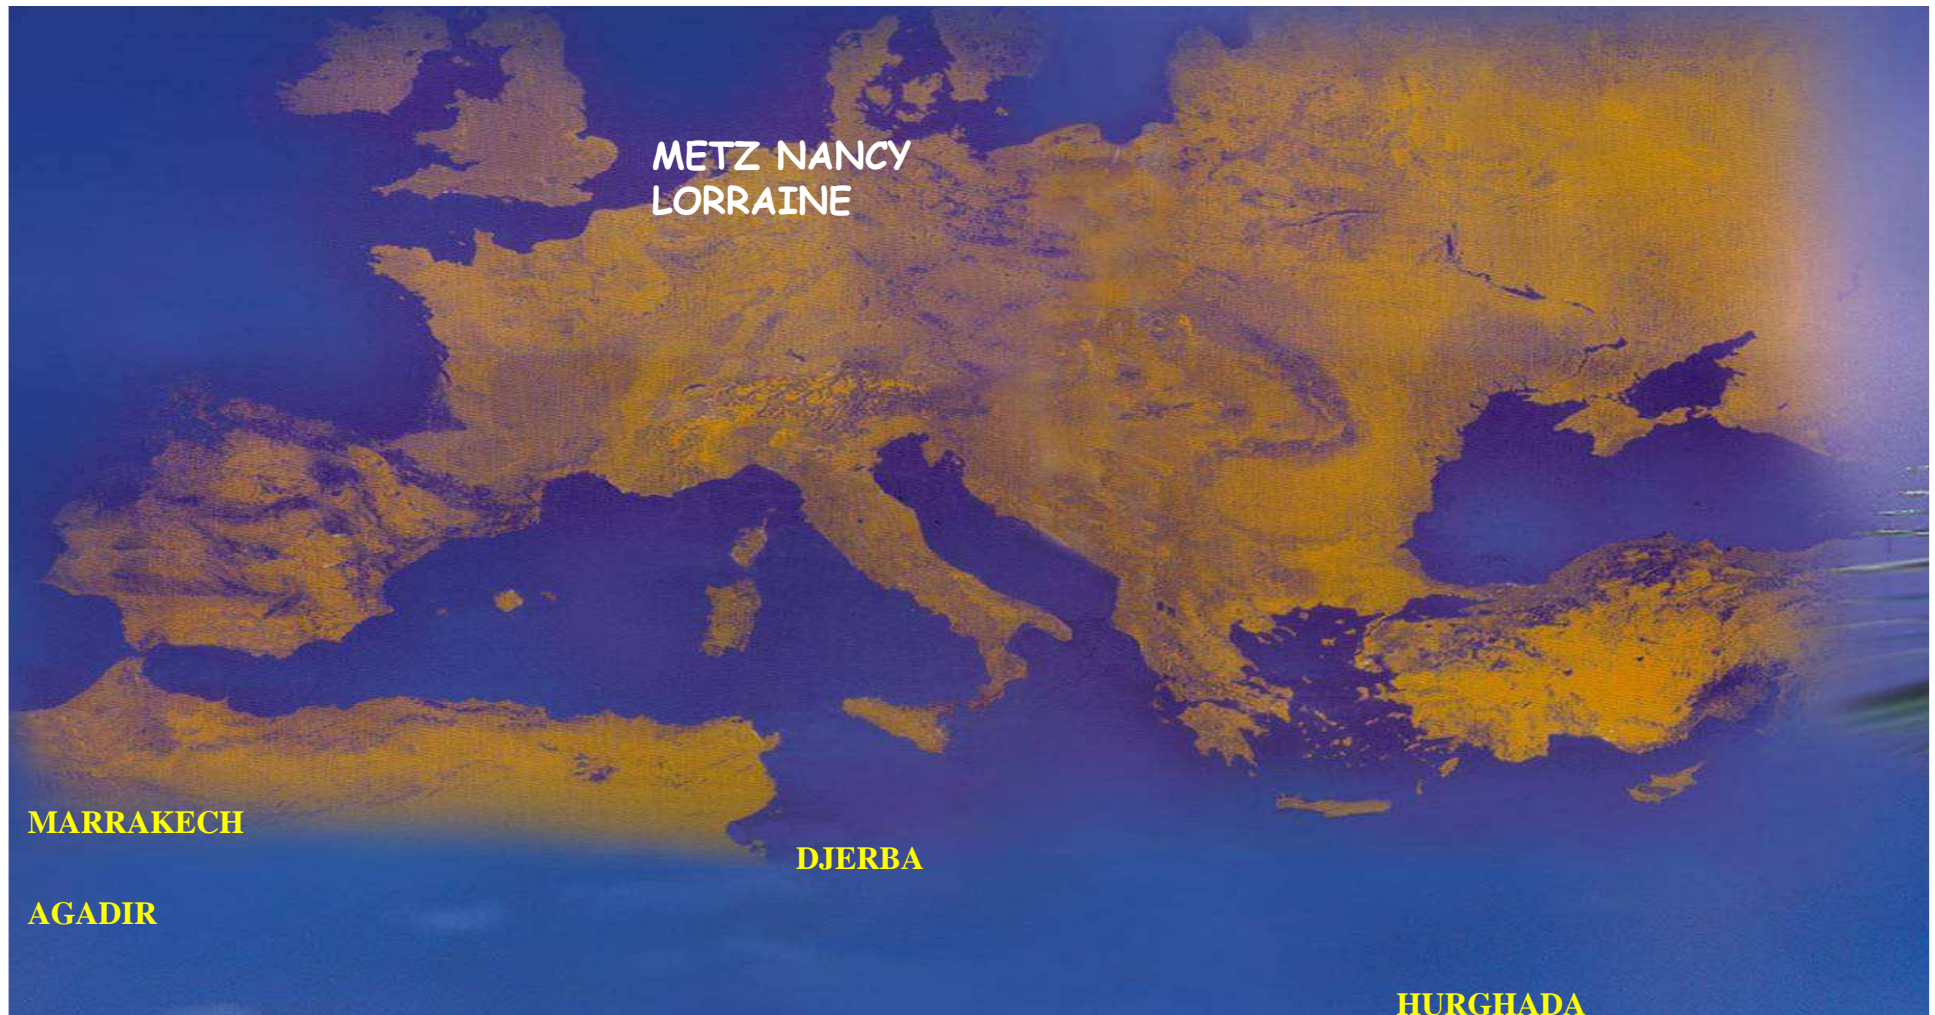 METZ NANCY
LORRAINE
MARRAKECH
DJERBA
AGADIR
HURGHADA